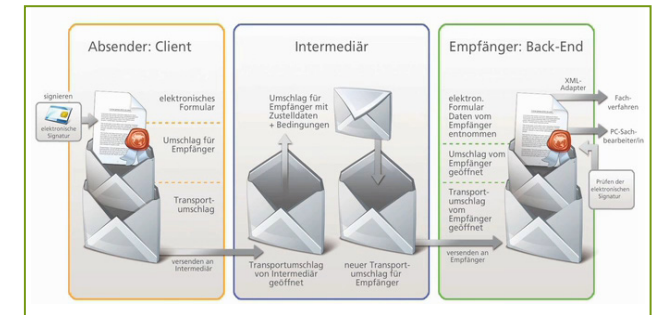 Absender: Client
signieren
elektronische
Signatur
elektronisches
Formular
Umschlag für
Empfänger
Transport-
umschlag
versenden an
Intermediär
Intermediär
Umschlag für
Empfänger mit
Zustelldaten
+ Bedingungen
Transportumschlag
von Intermediär
geöffnet
neuer Transport-
umschlag für
Empfänger
versenden an
Empfänger
Empfänger: Back-End
elektron.
Formular
Daten vom
Empfänger
entnommen
Umschlag vom
Empfänger
geöffnet
Transport-
umschlag
vom
Empfänger
geöffnet
XML-
Adapter
Fach-
verfahren
PC-Sach-
bearbeiter/in
Prüfen der
elektronischen
Signatur